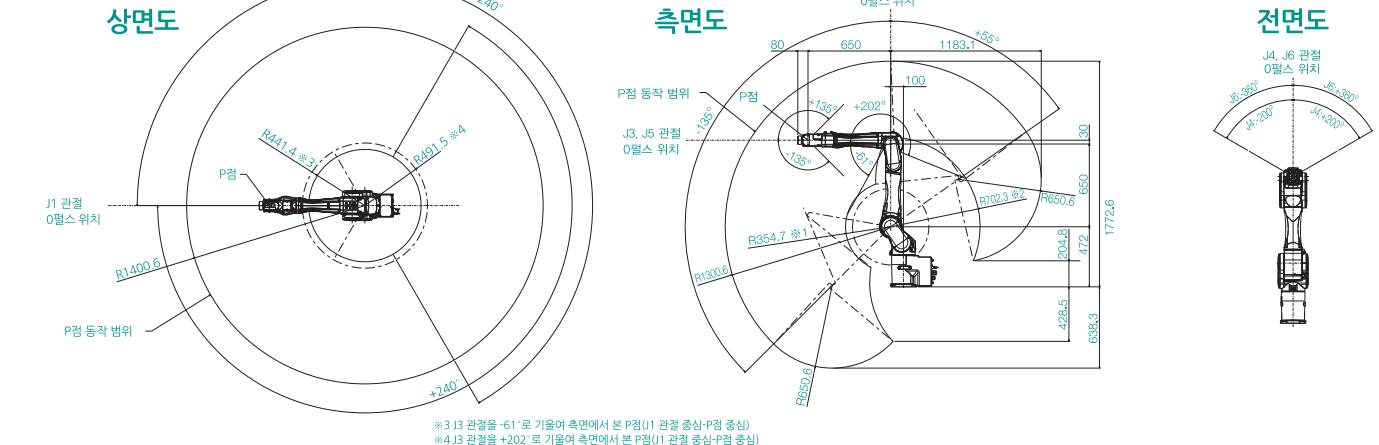 상면도
240°
R441.4 ※3
R491.5 ※4
P점
J1 관절
0펄스 위치
R1400.6
P점 동작 범위
+240°
측면도
0펄스 위치
80
650
1183.1
+55°
100
P점 동작 범위
P점
-135°
+135°
+202°
J3, J5 관절
0펄스 위치
-135°
-61°
30
650
R702.3 ※2
R650.6
1772.6
R354.7 ※1
204.8
472
R1300.6
428.5
638.3
R650.6
전면도
J4, J6 관절
0펄스 위치
J6:-360°
J6:+360°
J4:-200°
J4:+200°
※3 J3 관절을 -61°로 기울여 측면에서 본 P점(J1 관절 중심-P점 중심)
※4 J3 관절을 +202°로 기울여 측면에서 본 P점(J1 관절 중심-P점 중심)